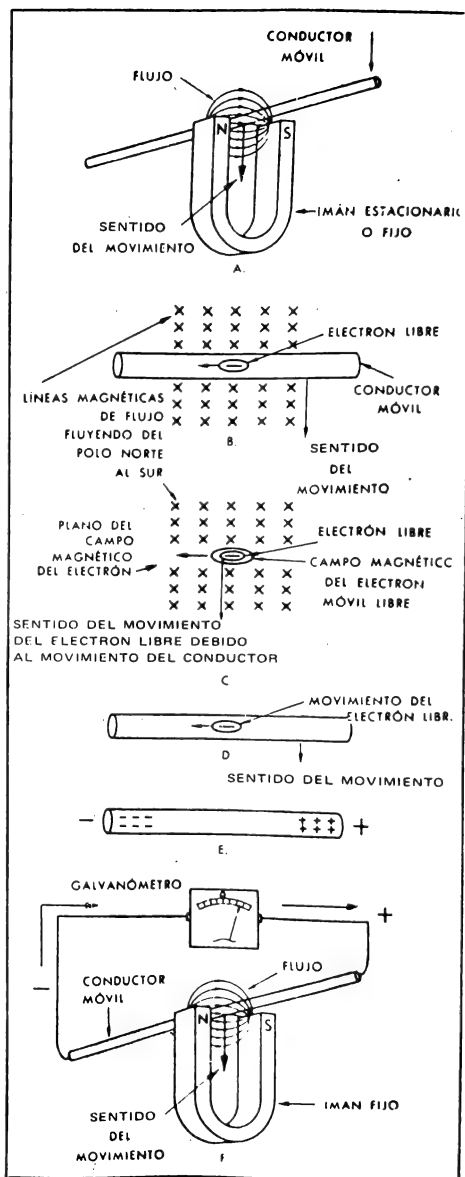 CONDUCTOR
MÓVIL
FLUJO
N
S
SENTIDO
DEL MOVIMIENTO
IMÁN ESTACIONARIO
O FIJO
A.
ELECTRON LIBRE
LÍNEAS MAGNÉTICAS
DE FLUJO
FLUYENDO DEL
POLO NORTE
AL SUR
CONDUCTOR
MÓVIL
B.
SENTIDO
DEL
MOVIMIENTO
PLANO DEL
CAMPO
MAGNÉTICO
DEL ELECTRÓN
ELECTRÓN LIBRE
CAMPO MAGNÉTICO
DEL ELECTRON
MÓVIL LIBRE
SENTIDO DEL MOVIMIENTO
DEL ELECTRON LIBRE DEBIDO
AL MOVIMIENTO DEL CONDUCTOR
C
MOVIMIENTO DEL
ELECTRÓN LIBR.
D
SENTIDO DEL MOVIMIENTO
E.
GALVANÓMETRO
CONDUCTOR
MÓVIL
FLUJO
N
S
SENTIDO
DEL
MOVIMIENTO
IMAN FIJO
F